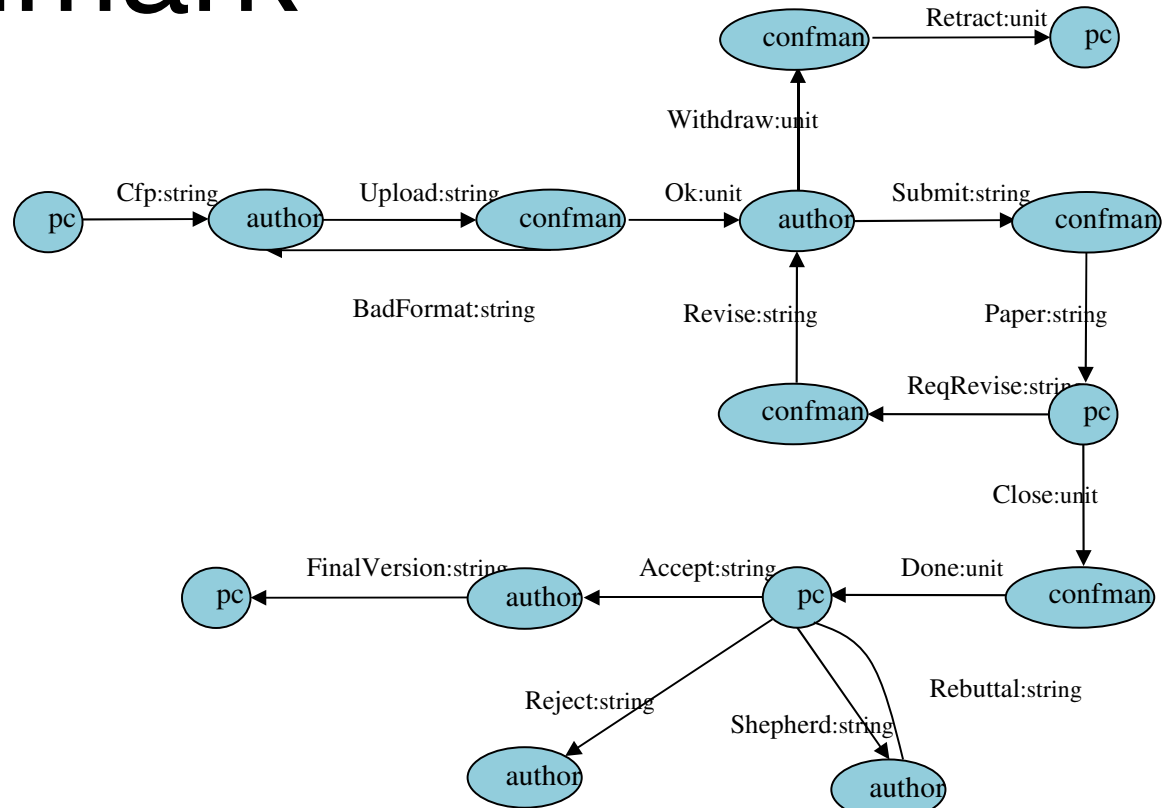 Retract:unit
confman
pc
Withdraw:unit
Cfp:string
Upload:string
Ok:unit
Submit:string
pc
author
confman
author
confman
BadFormat:string
Revise:string
Paper:string
ReqRevise:strin
confman
pc
Close:unit
FinalVersion:string
Accept:string
Done:unit
pc
author
pc
confman
Reject:string
Shepherd:string
Rebuttal:string
author
author